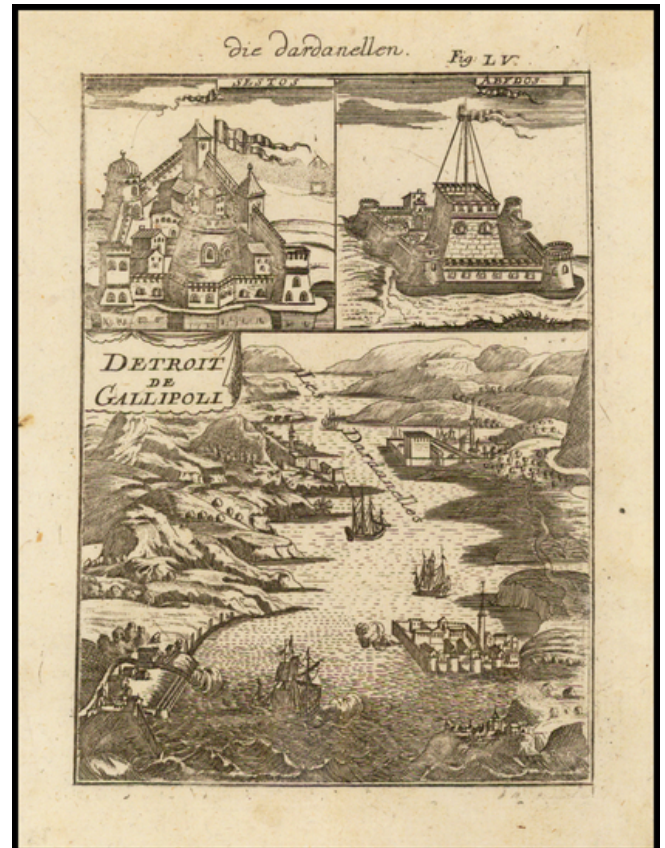 die dardanellen.
Fig. LV.
SESTOS
ABYDOS
DETROIT
DE
GALLIPOLI
Les Dardanelles